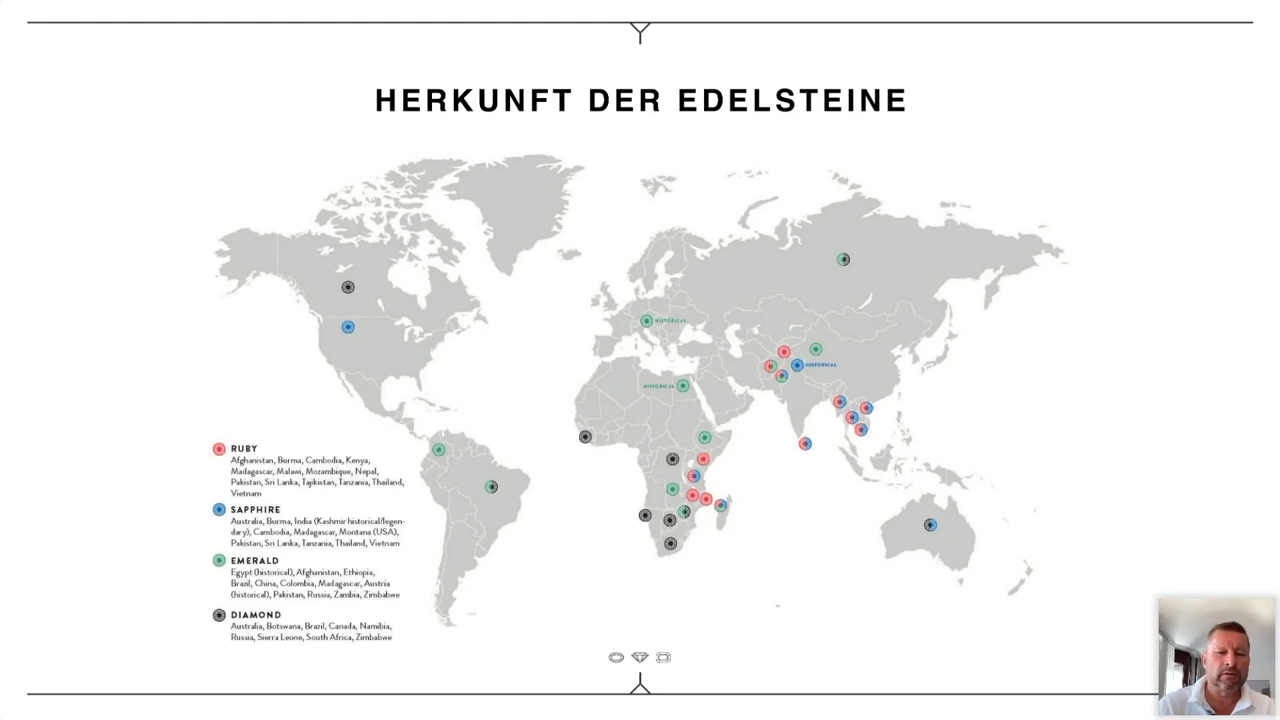 HERKUNFT DER EDELSTEINE
HISTORICAL
HISTORICAL
HISTORICAL
RUBY
Afghanistan, Burma, Cambodia, Kenya,
Madagascar, Malawi, Mozambique, Nepal,
Pakistan, Sri Lanka, Tajikistan, Tanzania, Thailand,
Vietnam
SAPPHIRE
Australia, Burma, India (Kashmir historical/legen-
dary), Cambodia, Madagascar, Montana (USA),
Pakistan, Sri Lanka, Tanzania, Thailand, Vietnam
EMERALD
Egypt (historical), Afghanistan, Ethiopia,
Brazil, China, Colombia, Madagascar, Austria
(historical), Pakistan, Russia, Zambia, Zimbabwe
DIAMOND
Australia, Botswana, Brazil, Canada, Namibia,
Russia, Sierra Leone, South Africa, Zimbabwe